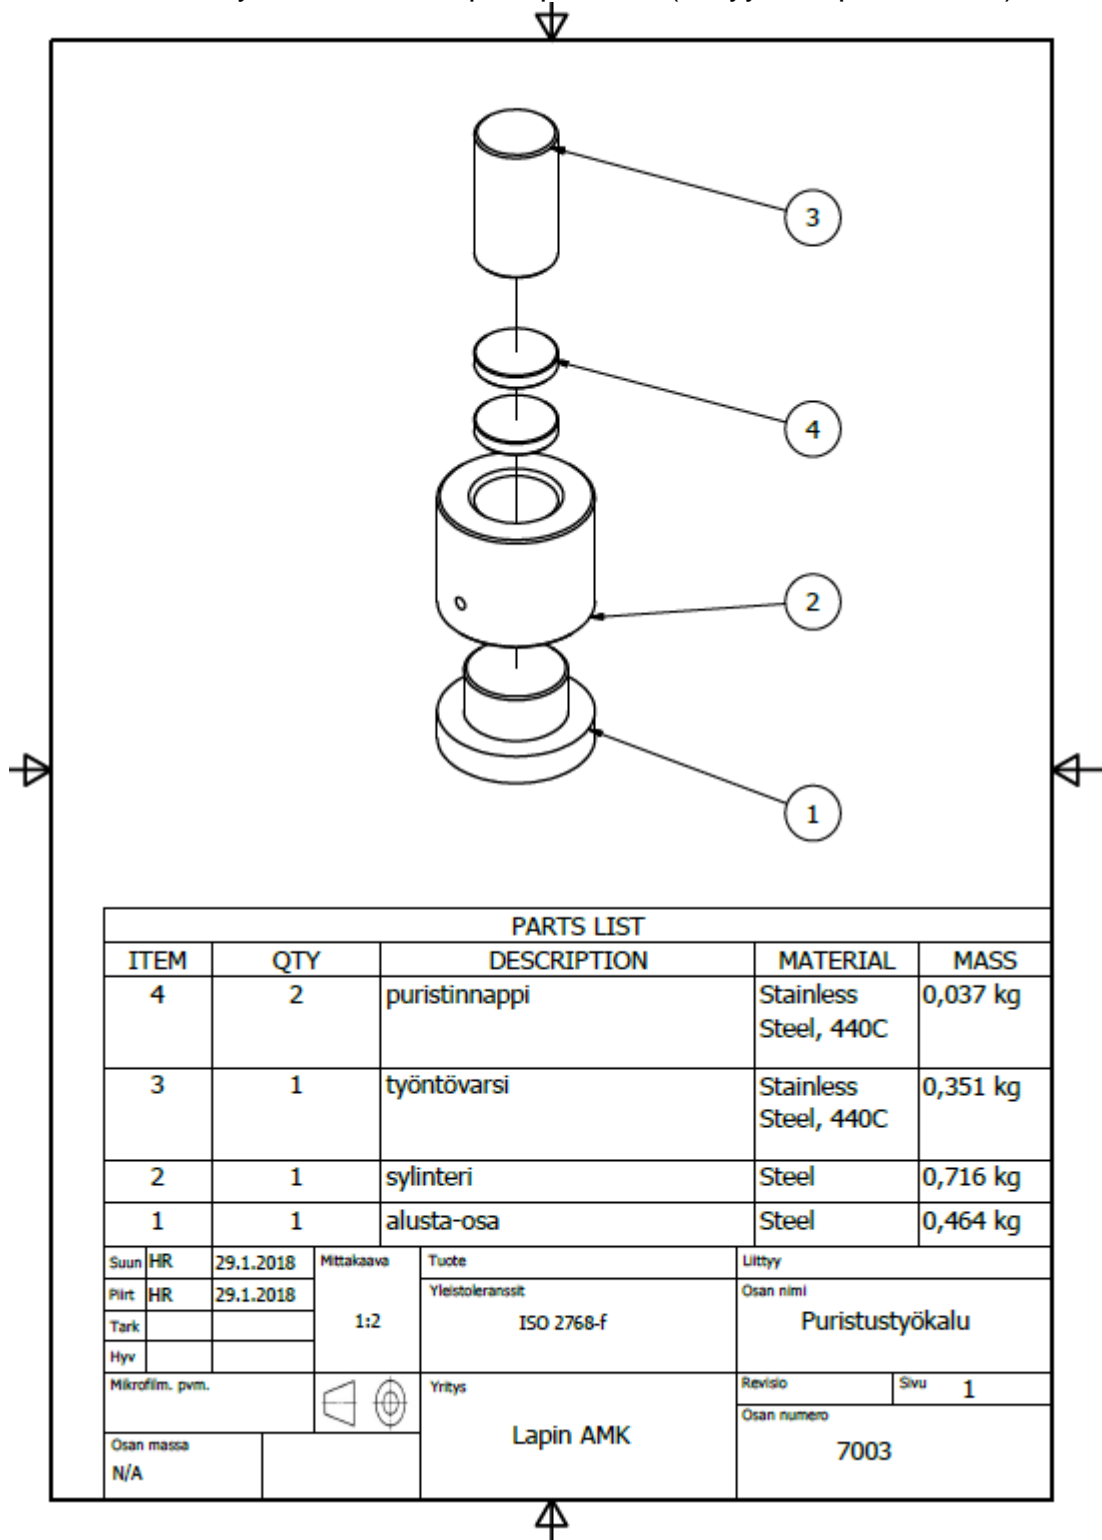 3
4
2
1
PARTS LIST
ITEM QTY DESCRIPTION MATERIAL MASS
4 2 puristinnappi Stainless Steel, 440C 0,037 kg
3 1 työntövarsi Stainless Steel, 440C 0,351 kg
2 1 sylinteri Steel 0,716 kg
1 1 alusta-osa Steel 0,464 kg
Suun HR 29.1.2018 Mittakaava Tuote Liittyy
Piirt HR 29.1.2018 Yleistoleranssit Osan nimi
Tark 1:2 ISO 2768-f Puristustyökalu
Hyv
Mikrofilm. pvm. Yritys Revisio Sivu 1
Osan numero
Osan massa Lapin AMK 7003
N/A